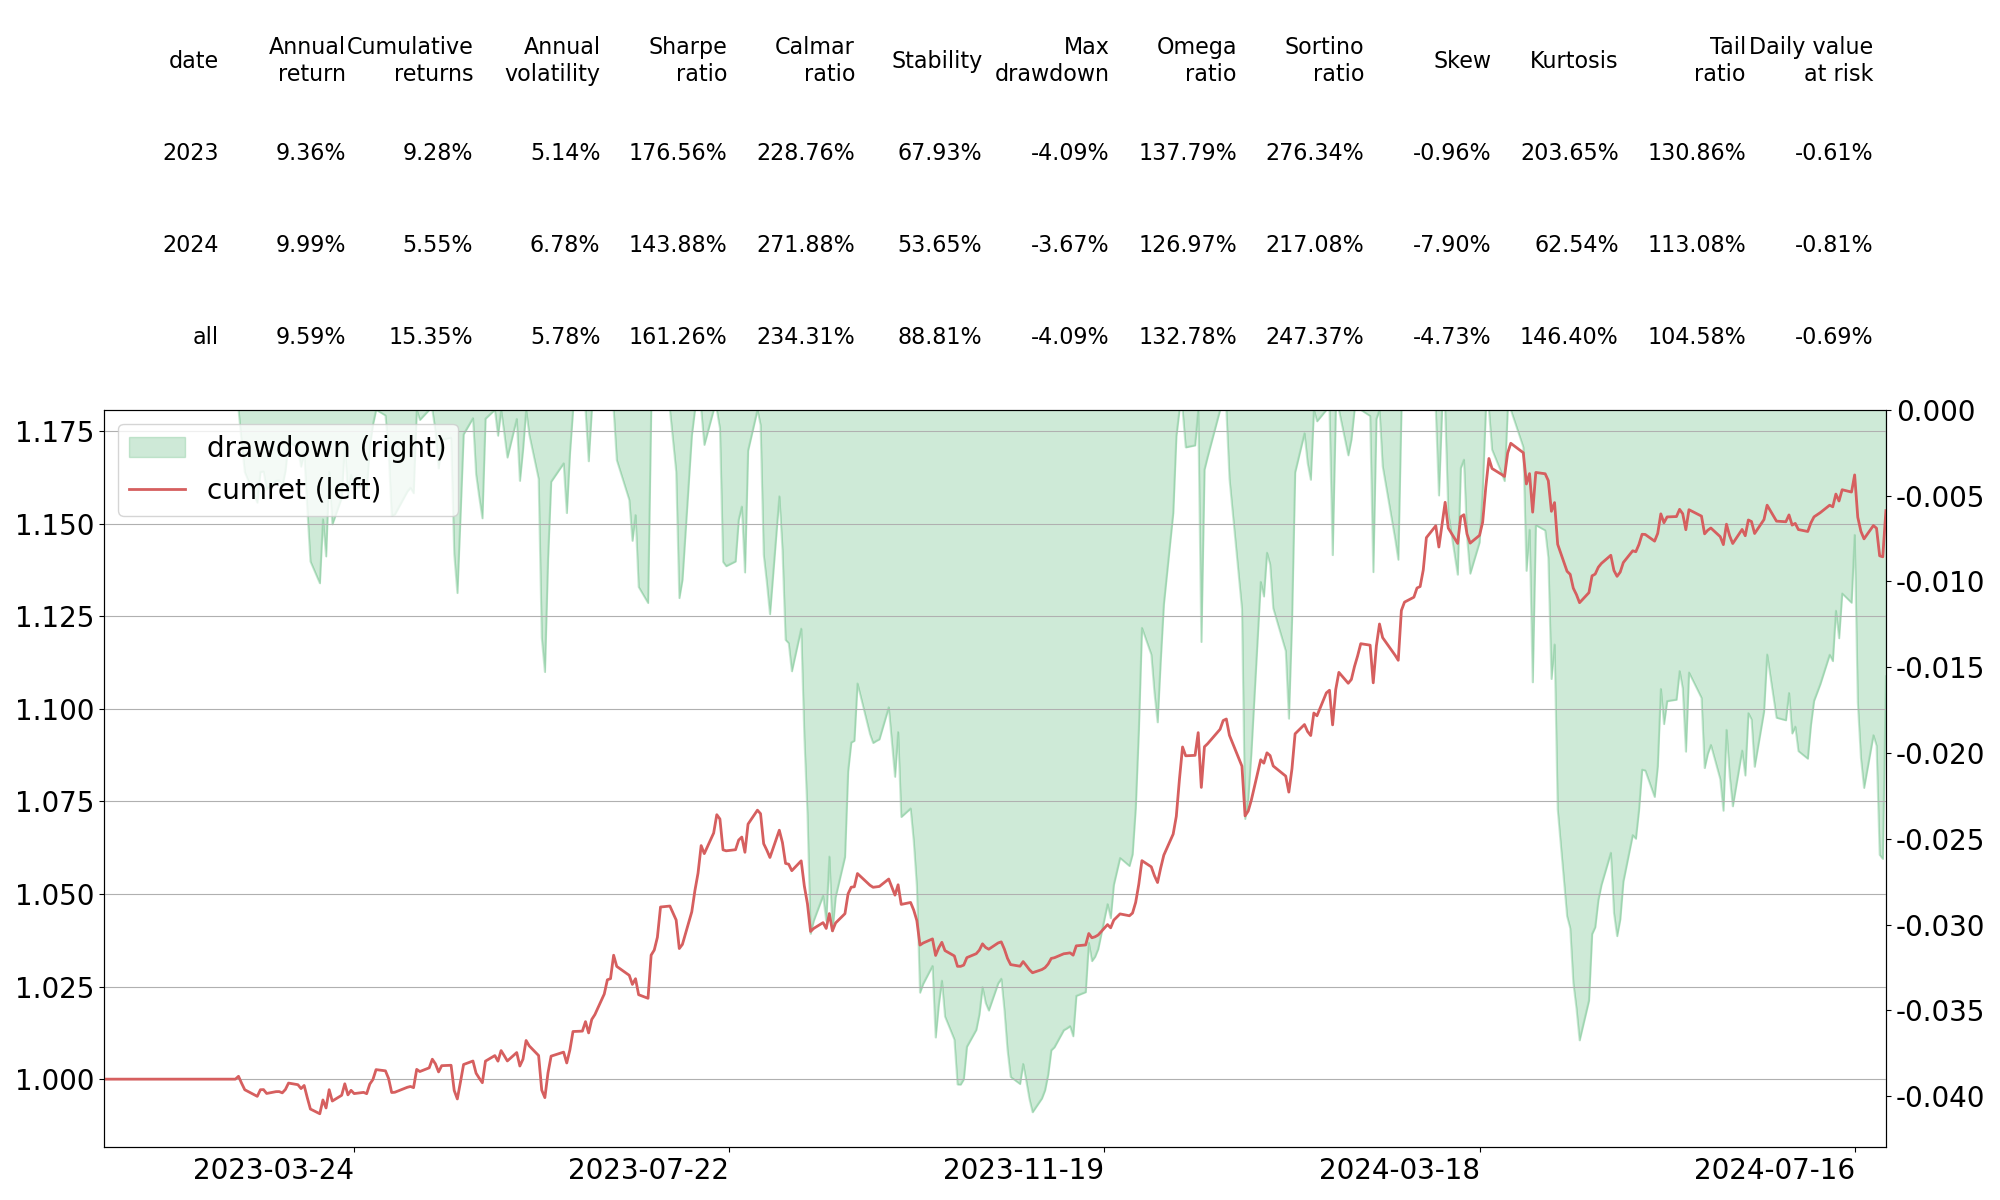 date Annual return Cumulative returns Annual volatility Sharpe ratio Calmar ratio Stability Max drawdown Omega ratio Sortino ratio Skew Kurtosis Tail ratio Daily value at risk
2023 9.36% 9.28% 5.14% 176.56% 228.76% 67.93% -4.09% 137.79% 276.34% -0.96% 203.65% 130.86% -0.61%
2024 9.99% 5.55% 6.78% 143.88% 271.88% 53.65% -3.67% 126.97% 217.08% -7.90% 62.54% 113.08% -0.81%
all 9.59% 15.35% 5.78% 161.26% 234.31% 88.81% -4.09% 132.78% 247.37% -4.73% 146.40% 104.58% -0.69%
drawdown (right)
cumret (left)
1.175
1.150
1.125
1.100
1.075
1.050
1.025
1.000
0.000
-0.005
-0.010
-0.015
-0.020
-0.025
-0.030
-0.035
-0.040
2023-03-24 2023-07-22 2023-11-19 2024-03-18 2024-07-16